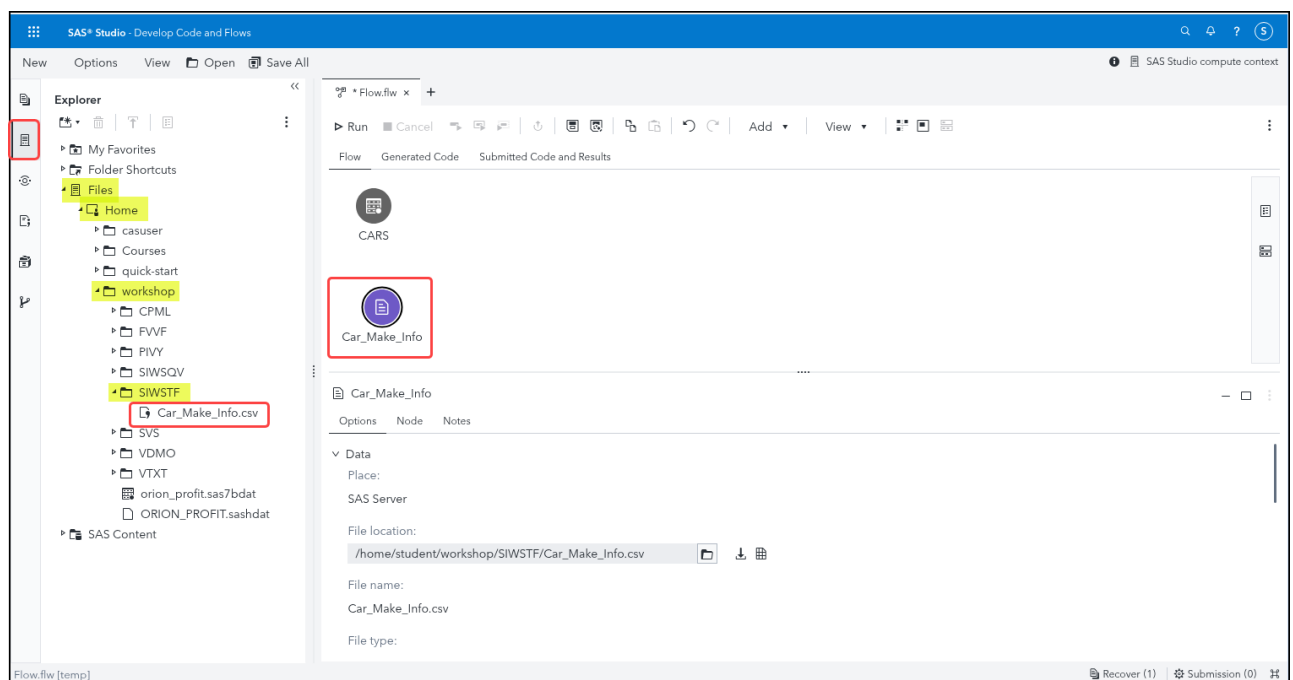 SAS® Studio - Develop Code and Flows
?
S
New Options View Open Save All
SAS Studio compute context
Explorer
My Favorites
Folder Shortcuts
Files
Home
casuser
Courses
quick-start
workshop
CPML
FVVF
PIVY
SIWSQV
SIWSTF
Car_Make_Info.csv
SVS
VDMO
VTXT
orion_profit.sas7bdat
ORION_PROFIT.sashdat
SAS Content
* Flow.flw × +
Run Cancel Add View
Flow Generated Code Submitted Code and Results
CARS
Car_Make_Info
Car_Make_Info
Options Node Notes
Data
Place:
SAS Server
File location:
/home/student/workshop/SIWSTF/Car_Make_Info.csv
File name:
Car_Make_Info.csv
File type:
Flow.flw [temp]
Recover (1) Submission (0)